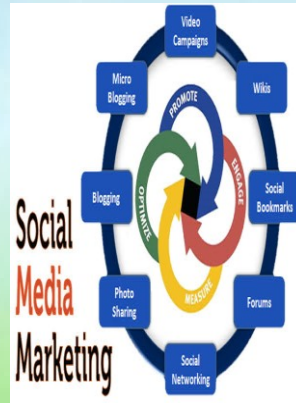 Video
Campaigns
Micro
Blogging
Wikis
PROMOTE
Blogging
ENGAGE
Social
Bookmarks
OPTIMIZE
Social
Media
Marketing
Photo
Sharing
MEASURE
Forums
Social
Networking